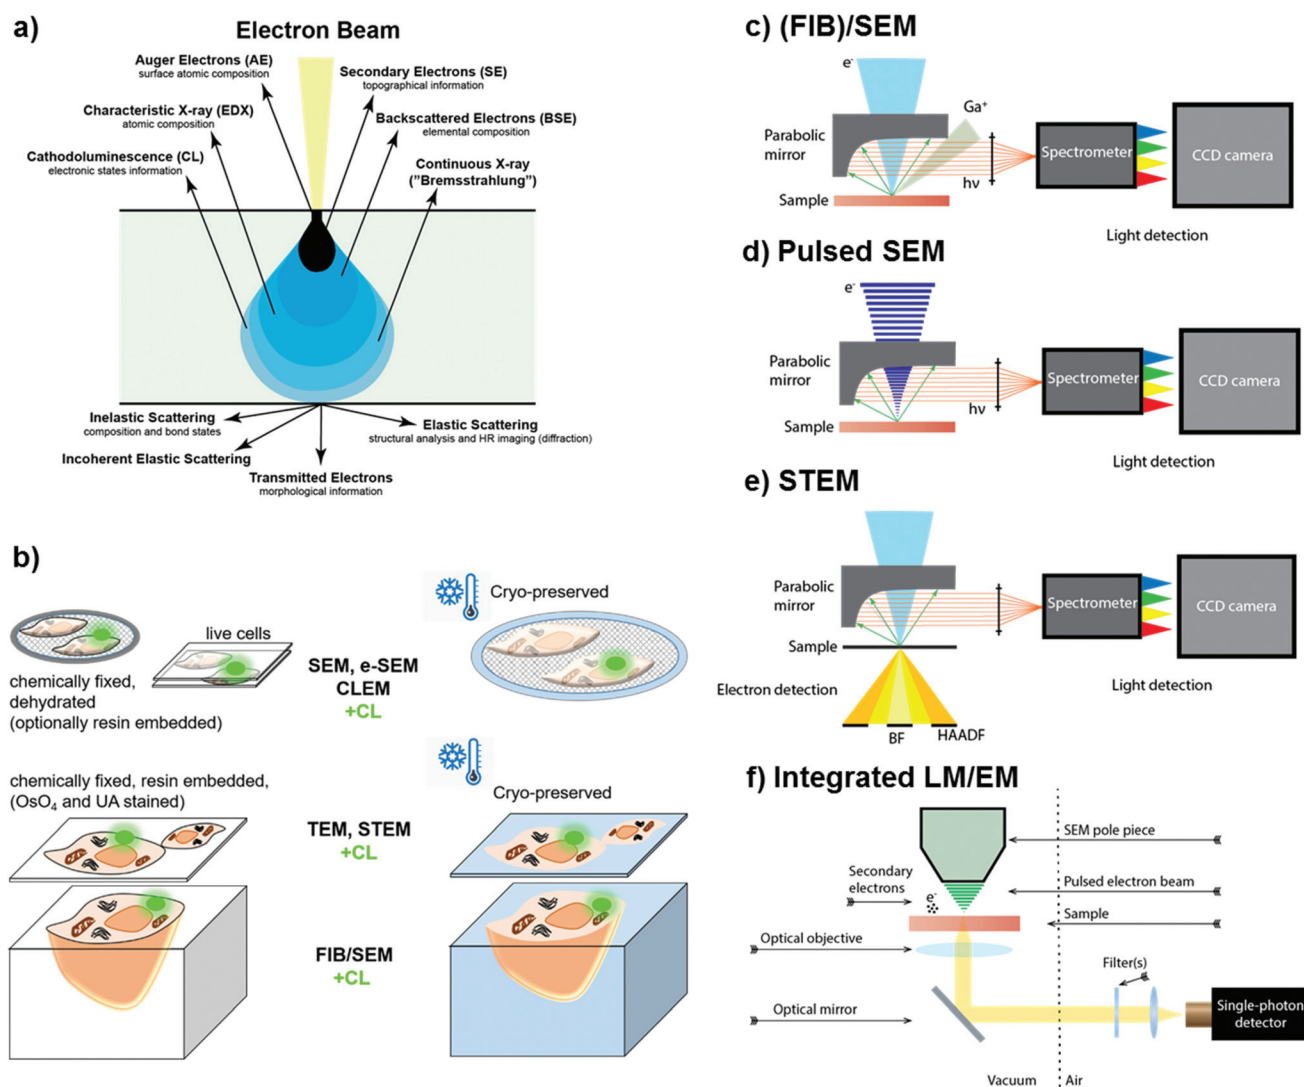 a)
Electron Beam
Auger Electrons (AE)
surface atomic composition
Secondary Electrons (SE)
topographical information
Characteristic X-ray (EDX)
atomic composition
Backscattered Electrons (BSE)
elemental composition
Cathodoluminescence (CL)
electronic states information
Continuous X-ray
("Bremsstrahlung")
Inelastic Scattering
composition and bond states
Elastic Scattering
structural analysis and HR imaging (diffraction)
Incoherent Elastic Scattering
Transmitted Electrons
morphological information
b)
Cryo-preserved
live cells
chemically fixed,
dehydrated
(optionally resin embedded)
SEM, e-SEM
CLEM
+CL
chemically fixed, resin embedded,
(OsO₄ and UA stained)
Cryo-preserved
TEM, STEM
+CL
FIB/SEM
+CL
c) (FIB)/SEM
e⁻
Ga⁺
Parabolic
mirror
Sample
hν
Spectrometer
CCD camera
Light detection
d) Pulsed SEM
e⁻
Parabolic
mirror
Sample
hν
Spectrometer
CCD camera
Light detection
e) STEM
Parabolic
mirror
Sample
Spectrometer
CCD camera
Electron detection
BF
HAADF
Light detection
f) Integrated LM/EM
SEM pole piece
Secondary
electrons
e⁻
Pulsed electron beam
Sample
Optical objective
Filter(s)
Optical mirror
Single-photon
detector
Vacuum
Air